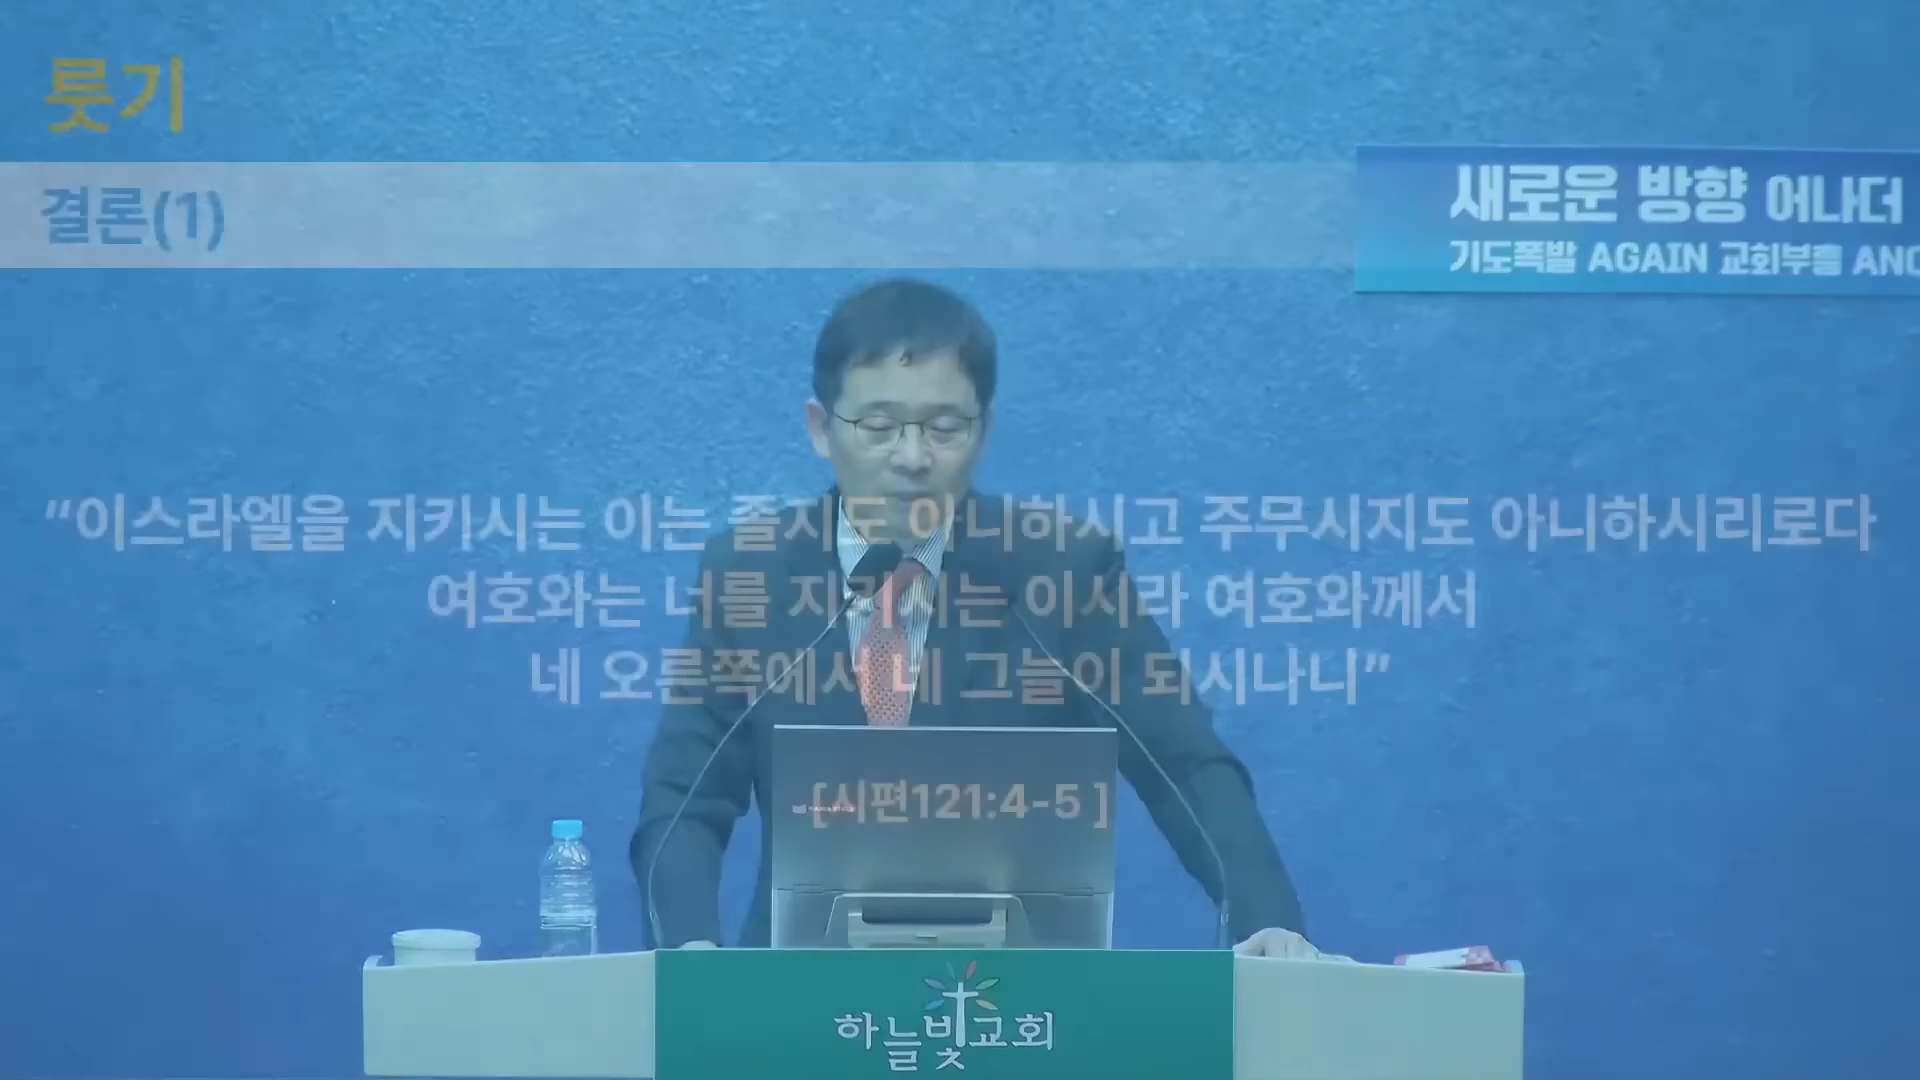 룻기
결론(1)
새로운 방향 어나더
기도폭발 AGAIN 교회부흥 ANO
“이스라엘을 지키시는 이는 졸지도 아니하시고 주무시지도 아니하시리로다
여호와는 너를 지키시는 이시라 여호와께서
네 오른쪽에서 네 그늘이 되시나니”
[시편121:4-5 ]
하늘빛교회